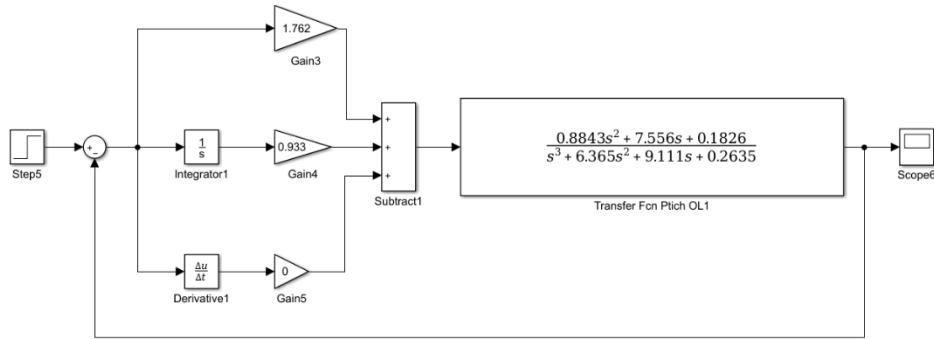 1.762
Gain3
+
Step5
+
−
1
s
Integrator1
0.933
Gain4
+
+
Subtract1
0.8843s² + 7.556s + 0.1826
s³ + 6.365s² + 9.111s + 0.2635
Transfer Fcn Ptich OL1
Scope6
Δu
Δt
Derivative1
0
Gain5
+